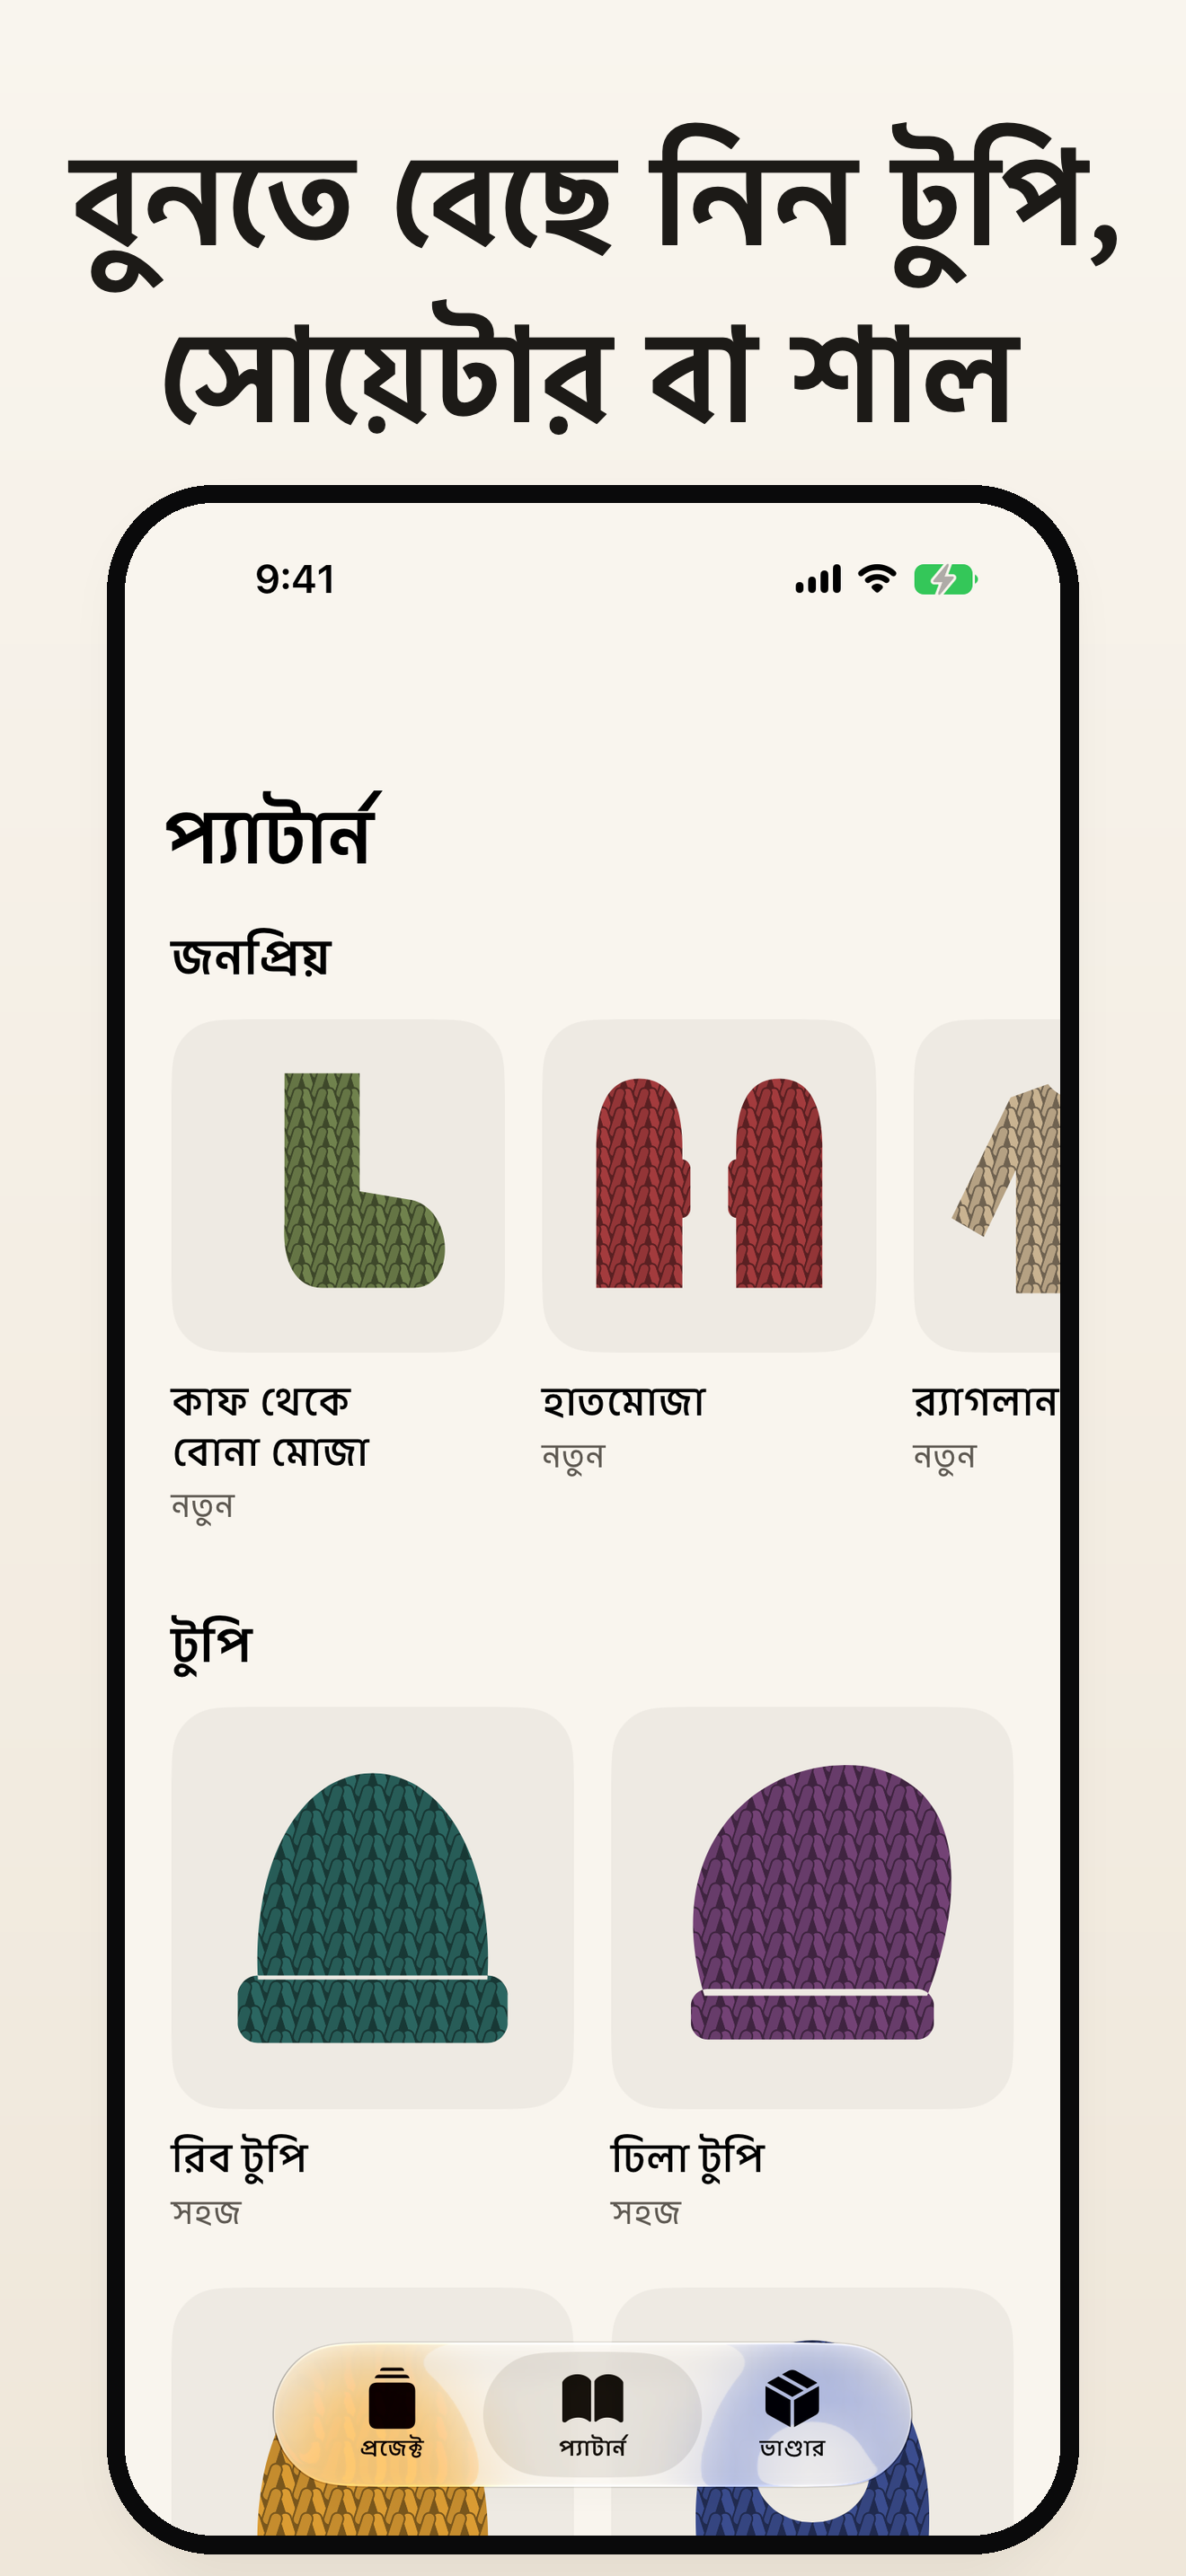 বুনতে বেছে নিন টুপি,
সোয়েটার বা শাল
9:41
প্যাটার্ন
জনপ্রিয়
কাফ থেকে
বোনা মোজা
নতুন
হাতমোজা
নতুন
র‍্যাগলান
নতুন
টুপি
রিব টুপি
সহজ
ঢিলা টুপি
সহজ
প্রজেক্ট
প্যাটার্ন
ভাণ্ডার